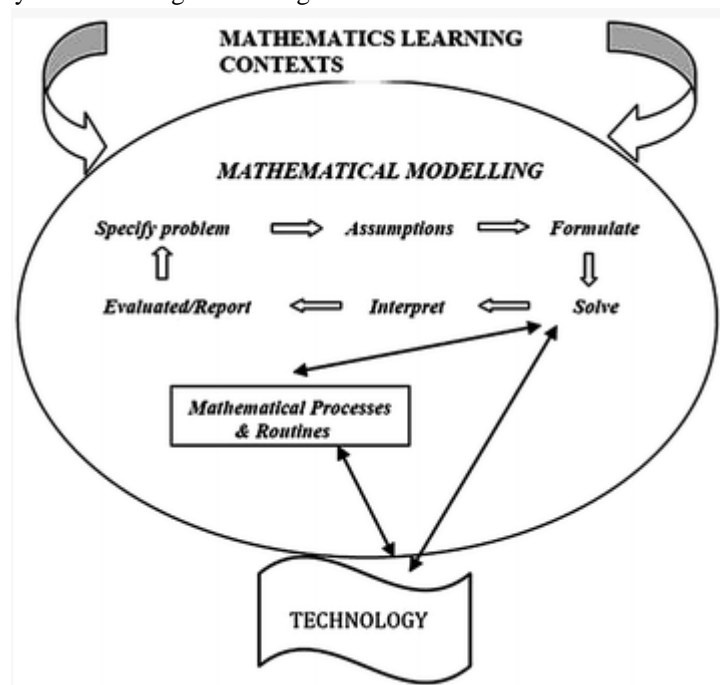 MATHEMATICS LEARNING
CONTEXTS
MATHEMATICAL MODELLING
Specify problem Assumptions Formulate
Evaluated/Report Interpret Solve
Mathematical Processes
& Routines
TECHNOLOGY